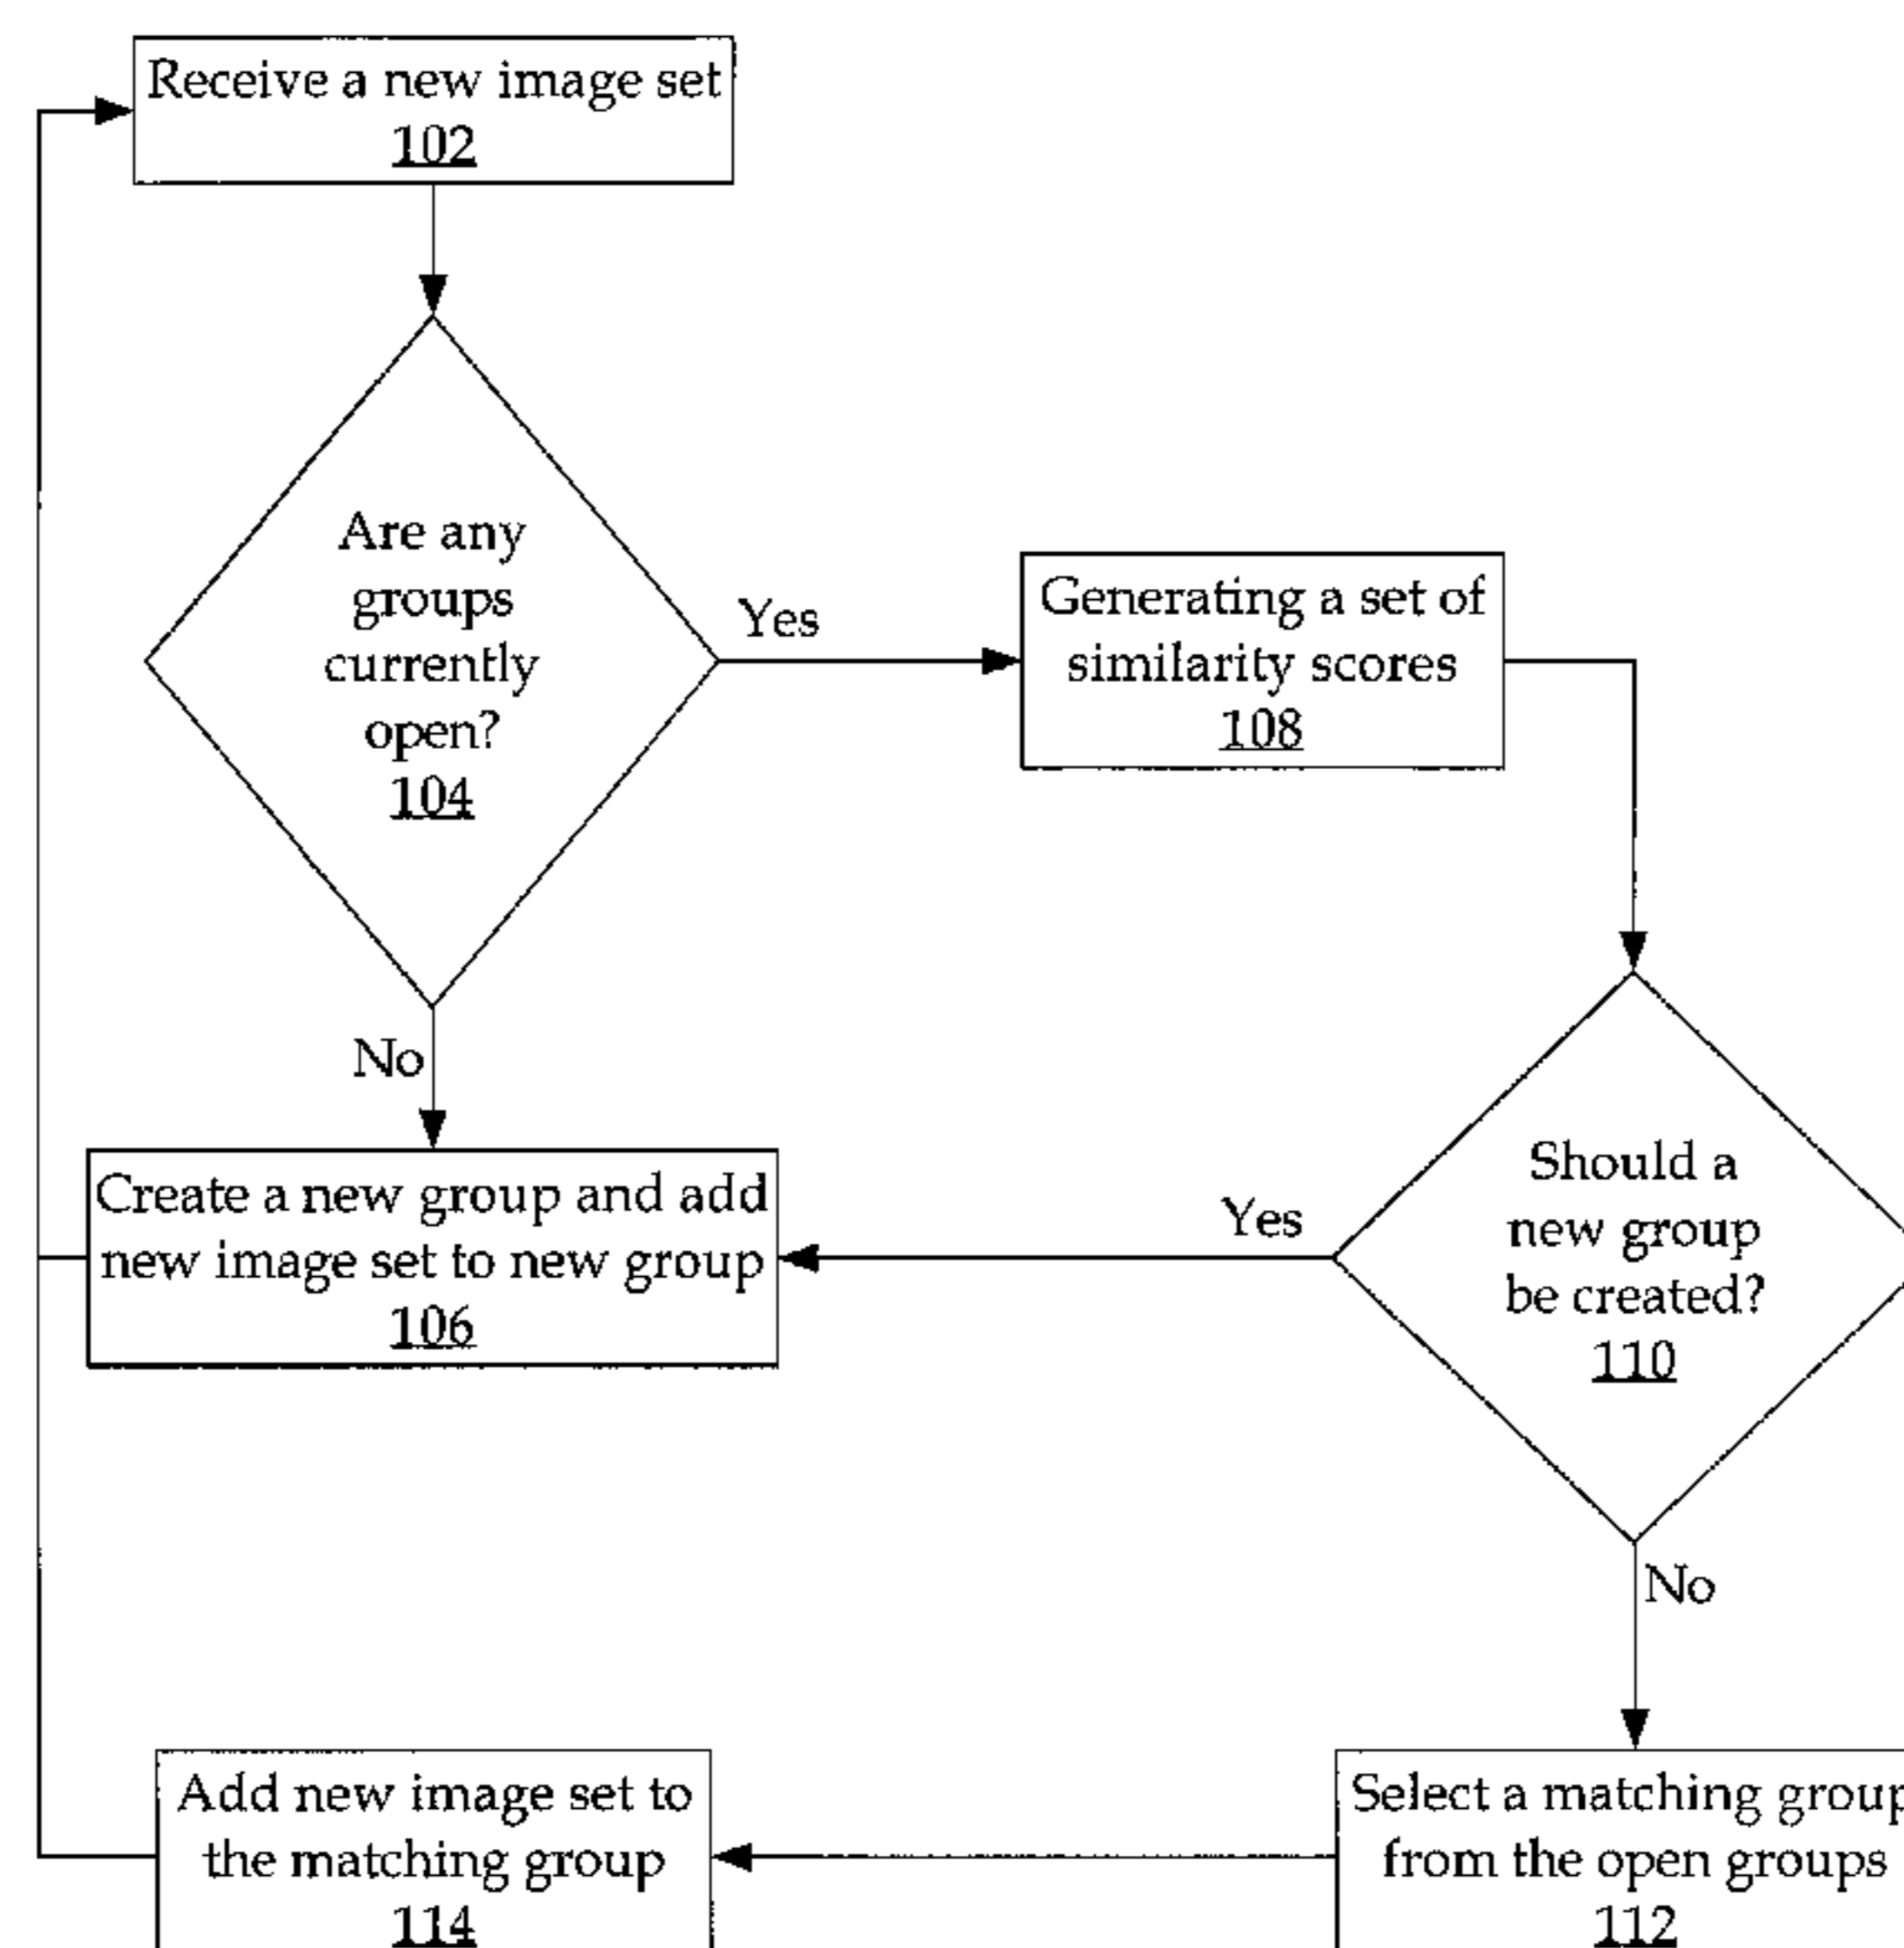 Receive a new image set
102
Are any
groups
currently
open?
104
Yes
Generating a set of
similarity scores
108
No
Create a new group and add
new image set to new group
106
Yes
Should a
new group
be created?
110
No
Add new image set to
the matching group
114
Select a matching group
from the open groups
112